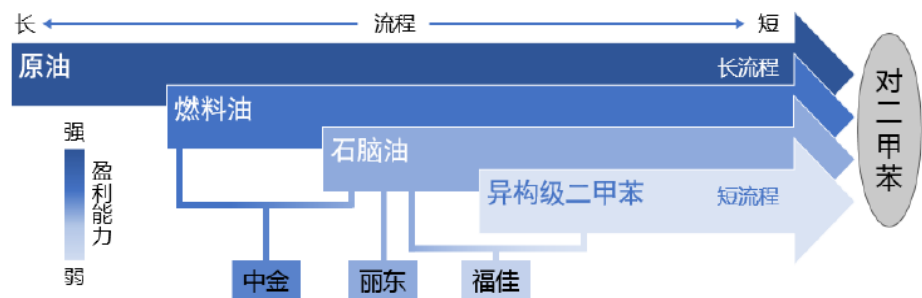 长 流程 短
原油 长流程
燃料油
石脑油
异构级二甲苯 短流程
对二甲苯
强
盈利能力
弱
中金 丽东 福佳